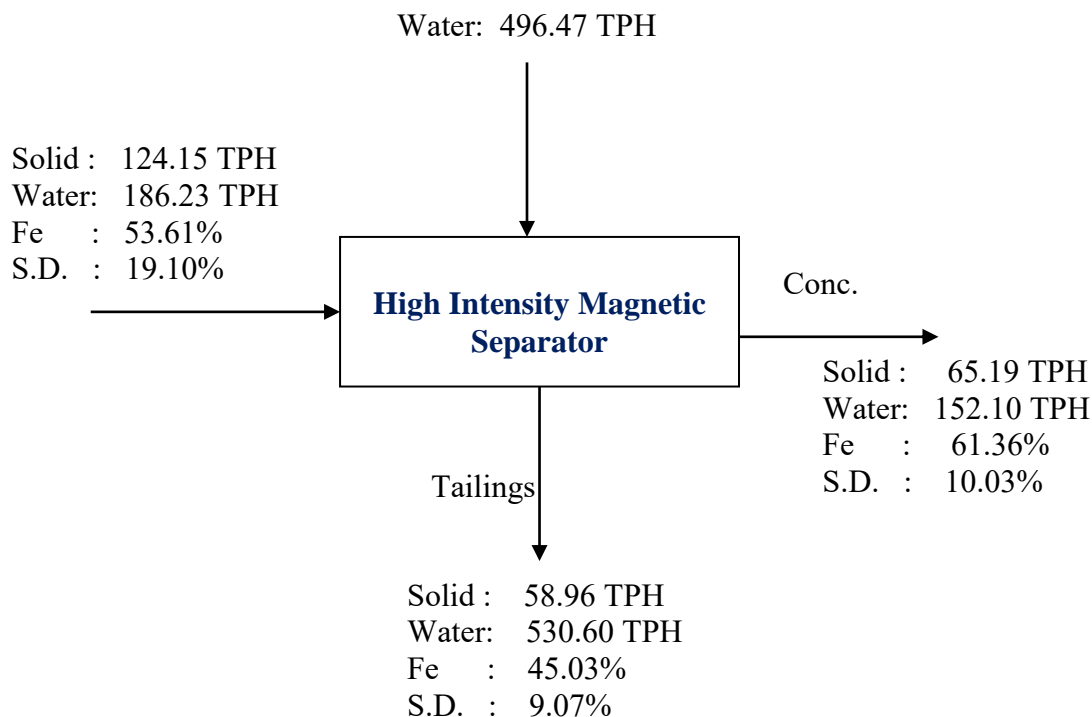 Water: 496.47 TPH
Solid : 124.15 TPH
Water: 186.23 TPH
Fe : 53.61%
S.D. : 19.10%
High Intensity Magnetic
Separator
Conc.
Solid : 65.19 TPH
Water: 152.10 TPH
Fe : 61.36%
S.D. : 10.03%
Tailings
Solid : 58.96 TPH
Water: 530.60 TPH
Fe : 45.03%
S.D. : 9.07%